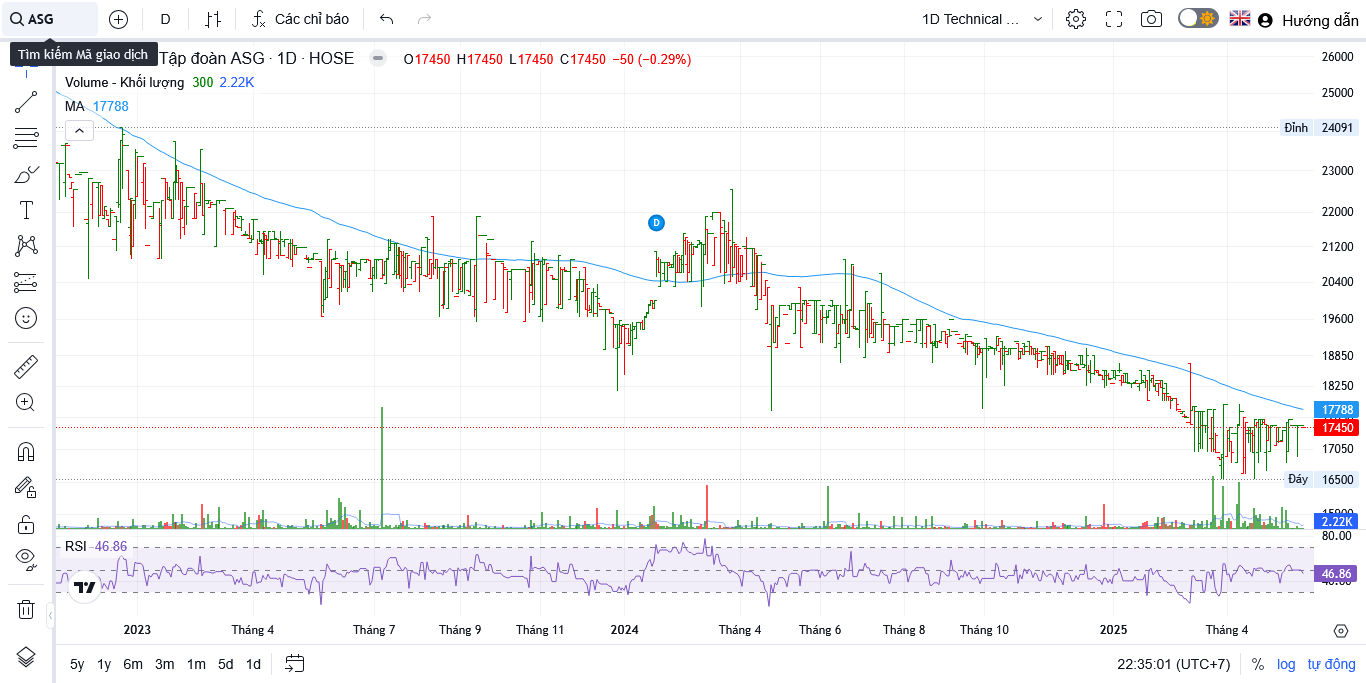 ASG
D
Các chỉ báo
1D Technical ...
Hướng dẫn
Tìm kiếm Mã giao dịch
Tập đoàn ASG · 1D · HOSE
O17450 H17450 L17450 C17450 −50 (−0.29%)
Volume - Khối lượng 300 2.22K
MA 17788
26000
25000
Đỉnh 24091
23000
22000
D
21200
20400
19600
18850
18250
17788
17450
17050
Đáy 16500
2.22K
RSI 46.86
80.00
46.86
2023
Tháng 4
Tháng 7
Tháng 9
Tháng 11
2024
Tháng 4
Tháng 6
Tháng 8
Tháng 10
2025
Tháng 4
5y 1y 6m 3m 1m 5d 1d
22:35:01 (UTC+7)
% log tự động